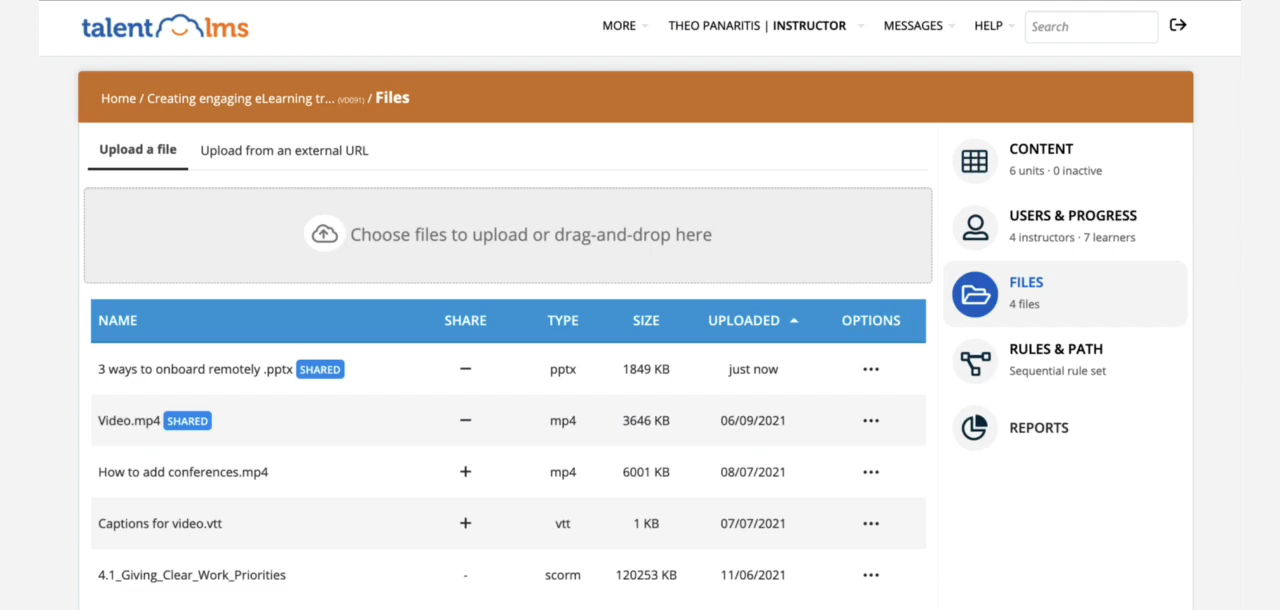 talentlms
MORE THEO PANARITIS | INSTRUCTOR MESSAGES HELP Search
Home / Creating engaging eLearning tr... (VD091) / Files
Upload a file Upload from an external URL
Choose files to upload or drag-and-drop here
NAME SHARE TYPE SIZE UPLOADED OPTIONS
3 ways to onboard remotely .pptx SHARED − pptx 1849 KB just now ...
Video.mp4 SHARED − mp4 3646 KB 06/09/2021 ...
How to add conferences.mp4 + mp4 6001 KB 08/07/2021 ...
Captions for video.vtt + vtt 1 KB 07/07/2021 ...
4.1_Giving_Clear_Work_Priorities - scorm 120253 KB 11/06/2021 ...
CONTENT
6 units · 0 inactive
USERS & PROGRESS
4 instructors · 7 learners
FILES
4 files
RULES & PATH
Sequential rule set
REPORTS